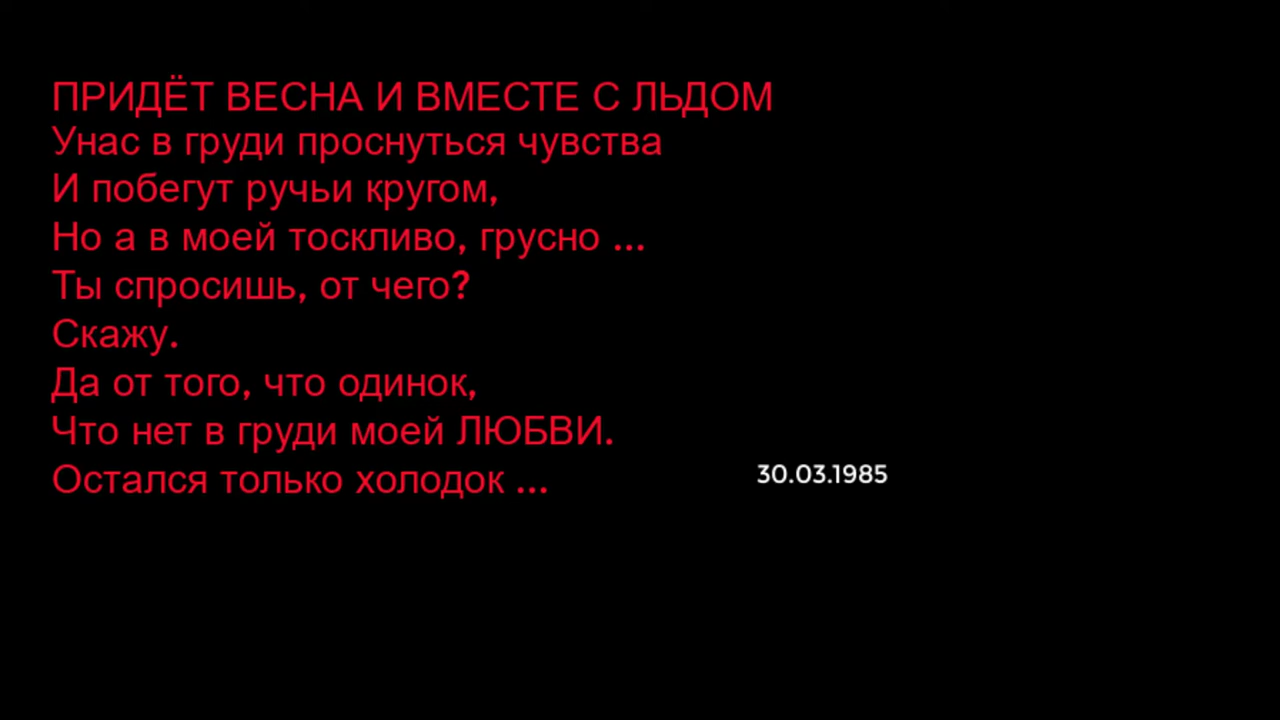 ПРИДЁТ ВЕСНА И ВМЕСТЕ С ЛЬДОМ
Унас в груди проснуться чувства
И побегут ручьи кругом,
Но а в моей тоскливо, грусно ...
Ты спросишь, от чего?
Скажу.
Да от того, что одинок,
Что нет в груди моей ЛЮБВИ.
Остался только холодок ...
30.03.1985